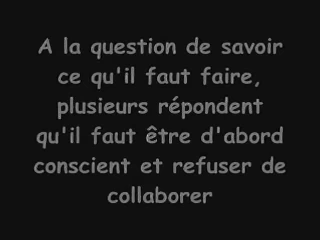 A la question de savoir
ce qu'il faut faire,
plusieurs répondent
qu'il faut être d'abord
conscient et refuser de
collaborer